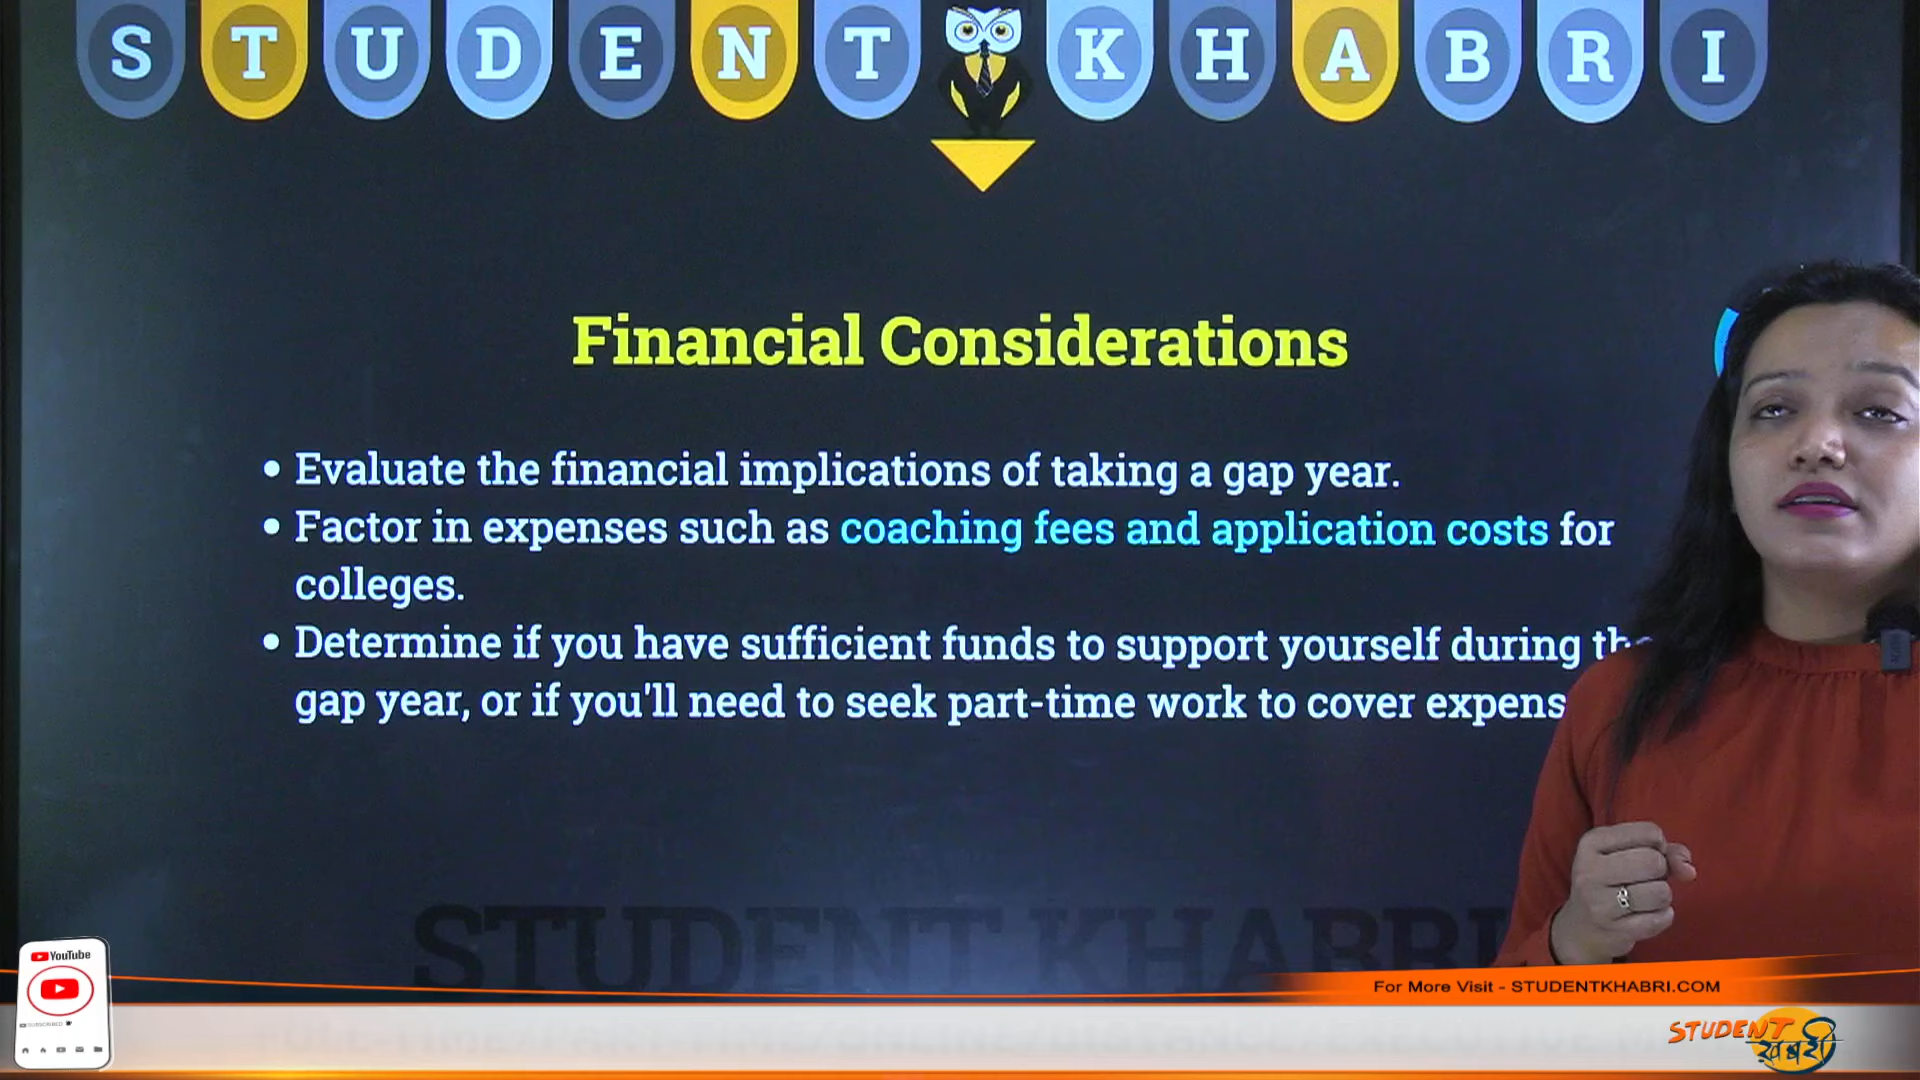 STUDENT KHABRI
Financial Considerations
• Evaluate the financial implications of taking a gap year.
• Factor in expenses such as coaching fees and application costs for
colleges.
• Determine if you have sufficient funds to support yourself during the
gap year, or if you'll need to seek part-time work to cover expens
STUDENT KHABRI
YouTube
SUBSCRIBED
For More Visit - STUDENTKHABRI.COM
STUDENT
ख़बरी